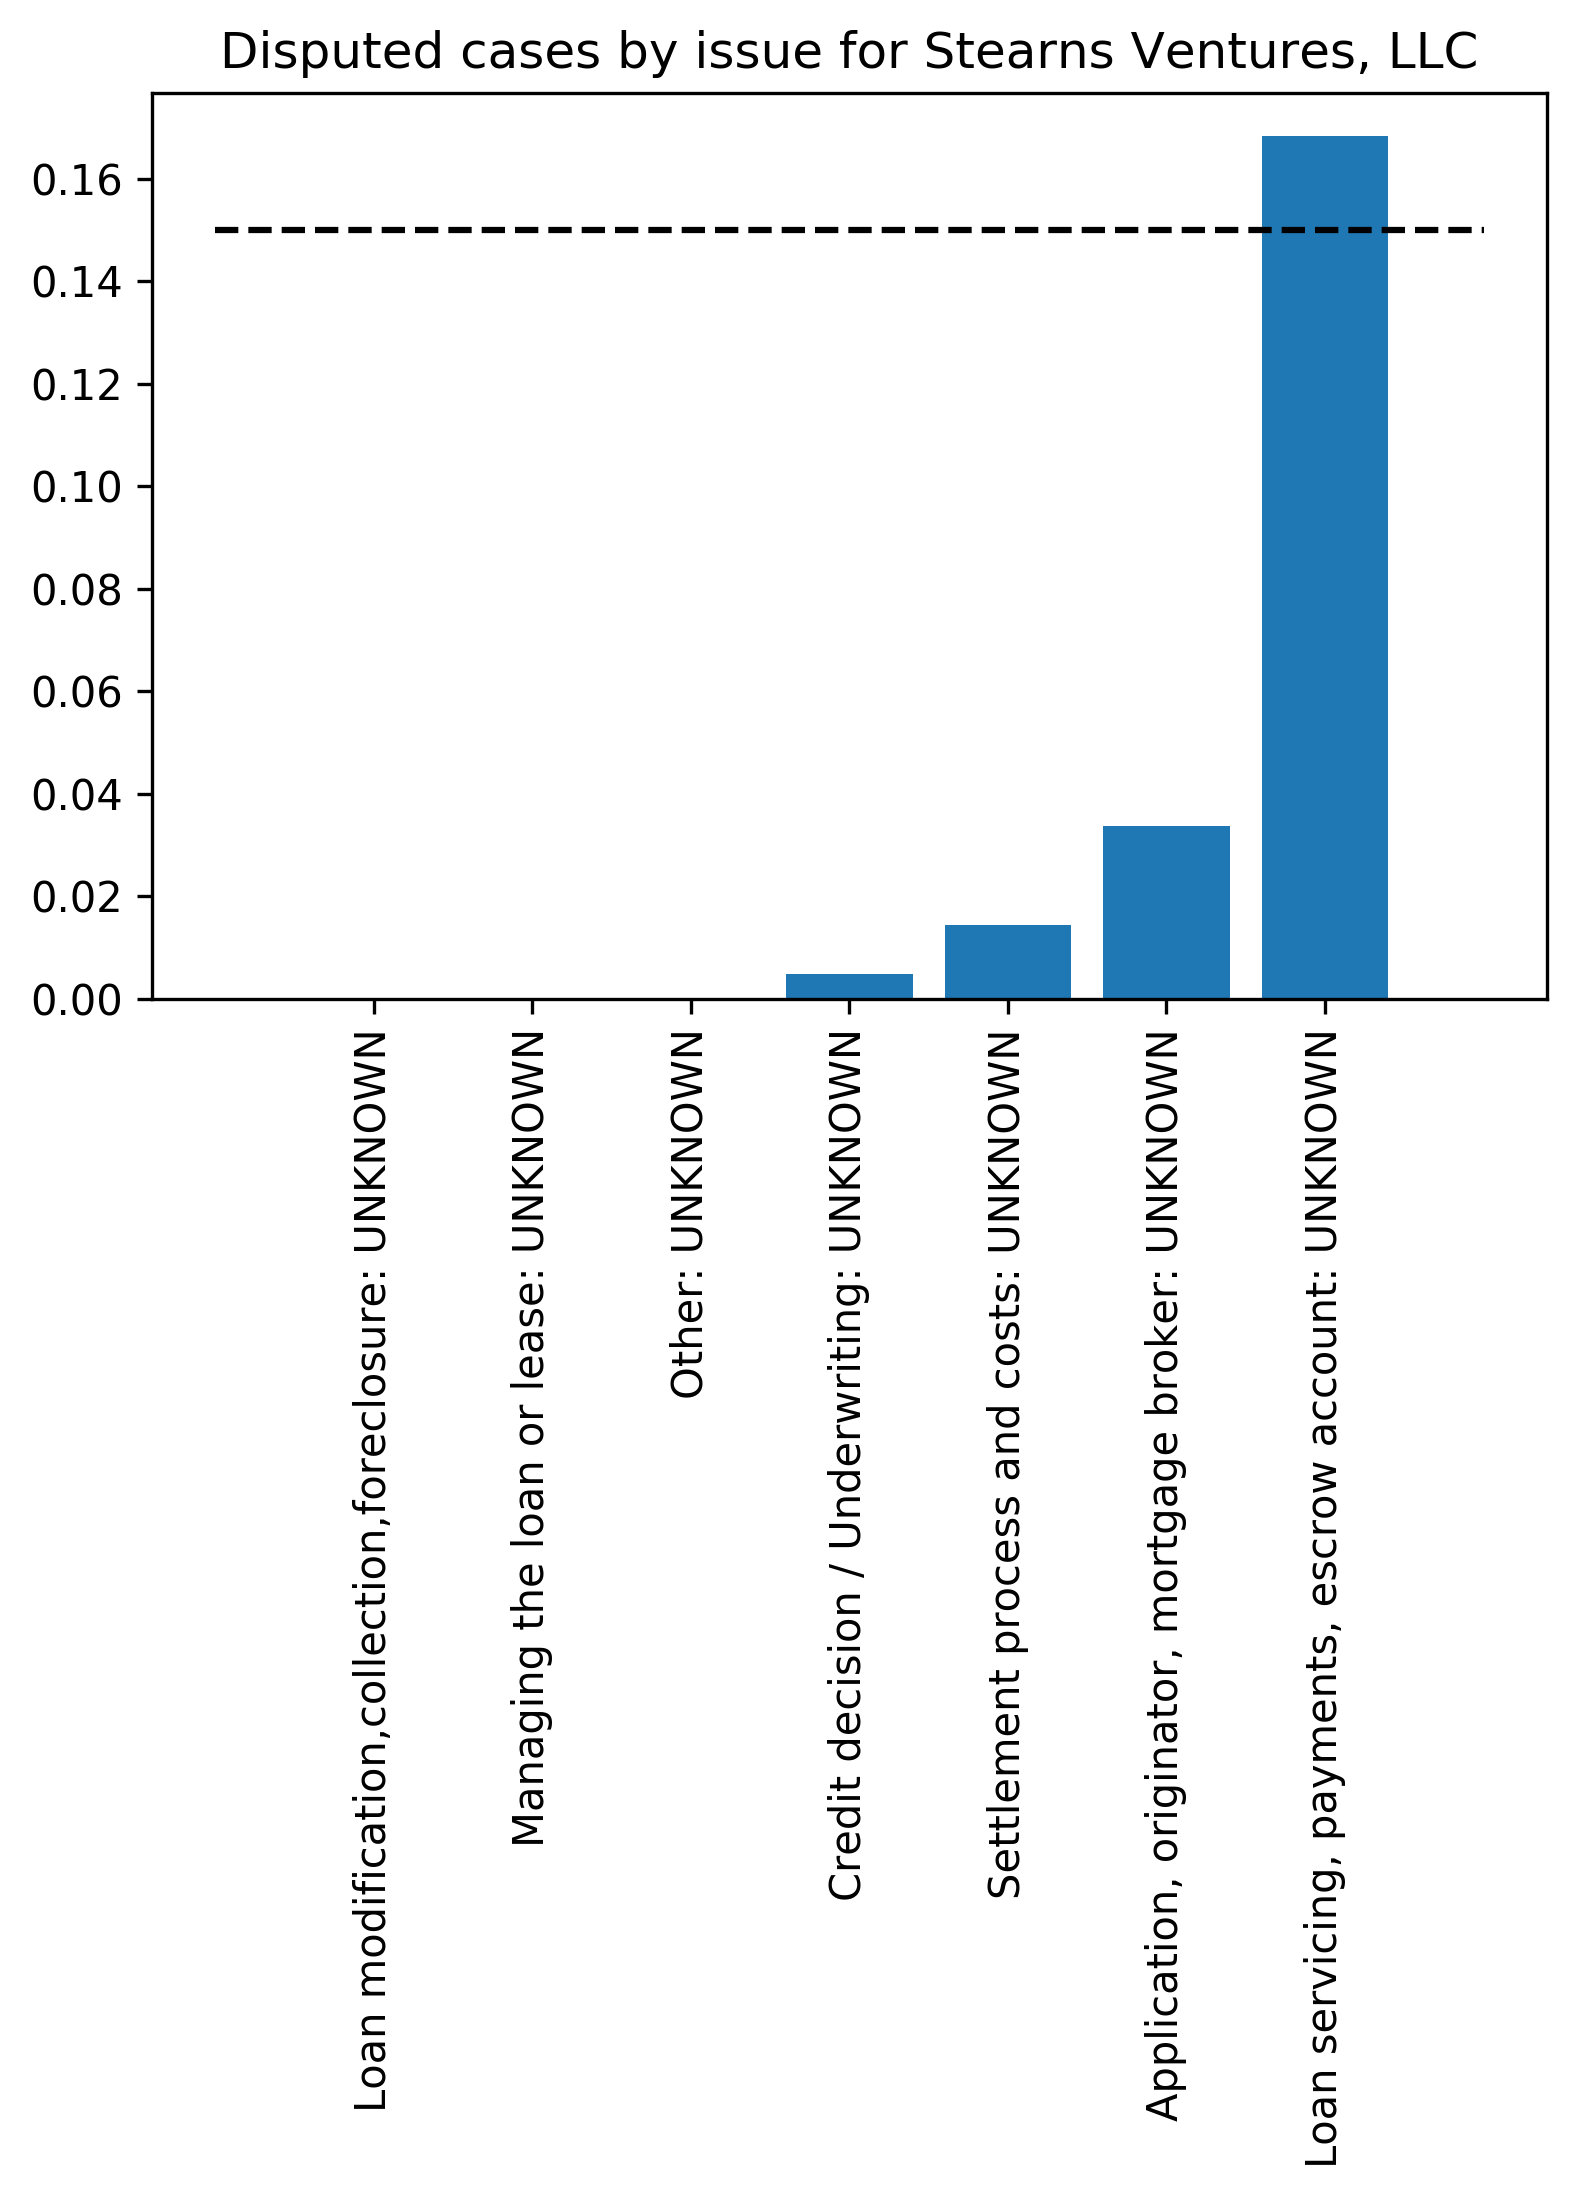 Disputed cases by issue for Stearns Ventures, LLC
0.16
0.14
0.12
0.10
0.08
0.06
0.04
0.02
0.00
Loan modification,collection,foreclosure: UNKNOWN
Managing the loan or lease: UNKNOWN
Other: UNKNOWN
Credit decision / Underwriting: UNKNOWN
Settlement process and costs: UNKNOWN
Application, originator, mortgage broker: UNKNOWN
Loan servicing, payments, escrow account: UNKNOWN